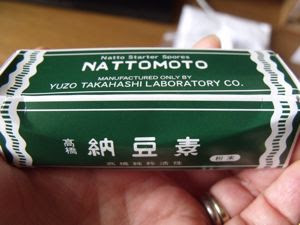 Natto Starter Spores
NATTOMOTO
MANUFACTURED ONLY BY
YUZO TAKAHASHI LABORATORY CO.
高橋 納豆素 粉末